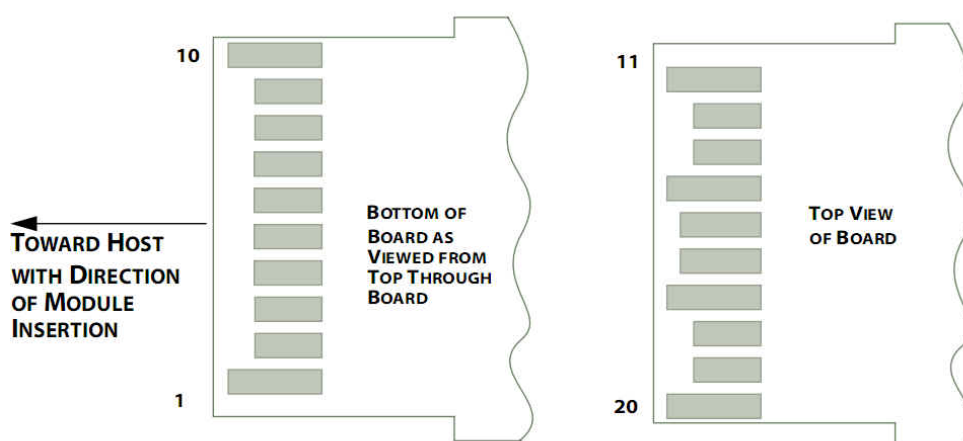 10
BOTTOM OF
BOARD AS
VIEWED FROM
TOP THROUGH
BOARD
TOWARD HOST
WITH DIRECTION
OF MODULE
INSERTION
1
11
TOP VIEW
OF BOARD
20